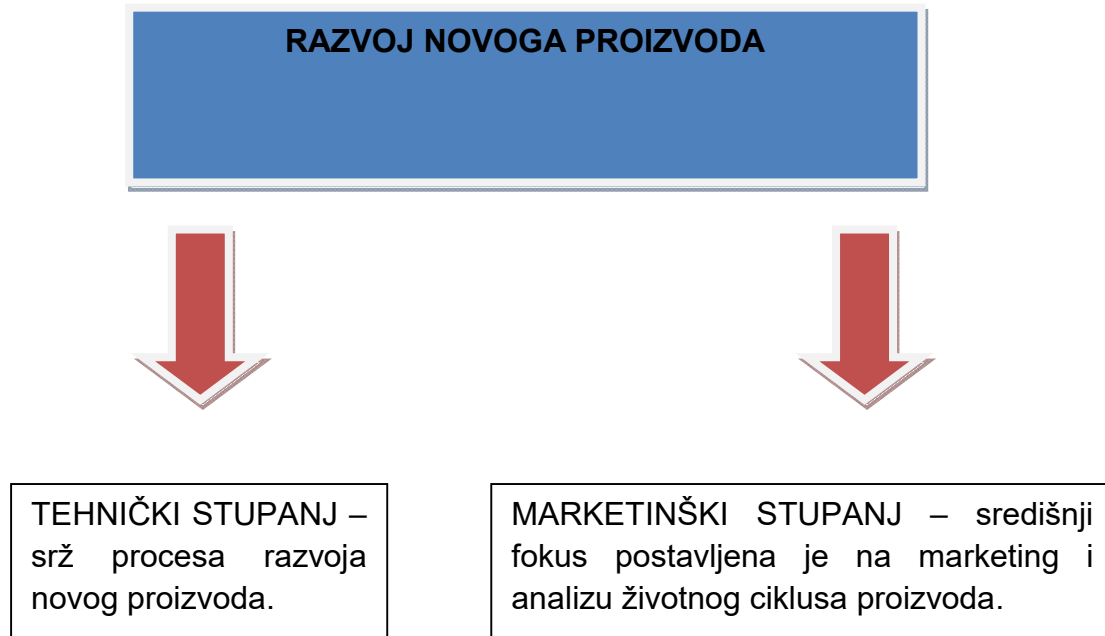 RAZVOJ NOVOGA PROIZVODA
TEHNIČKI STUPANJ –
srž procesa razvoja
novog proizvoda.
MARKETINŠKI STUPANJ – središnji
fokus postavljena je na marketing i
analizu životnog ciklusa proizvoda.